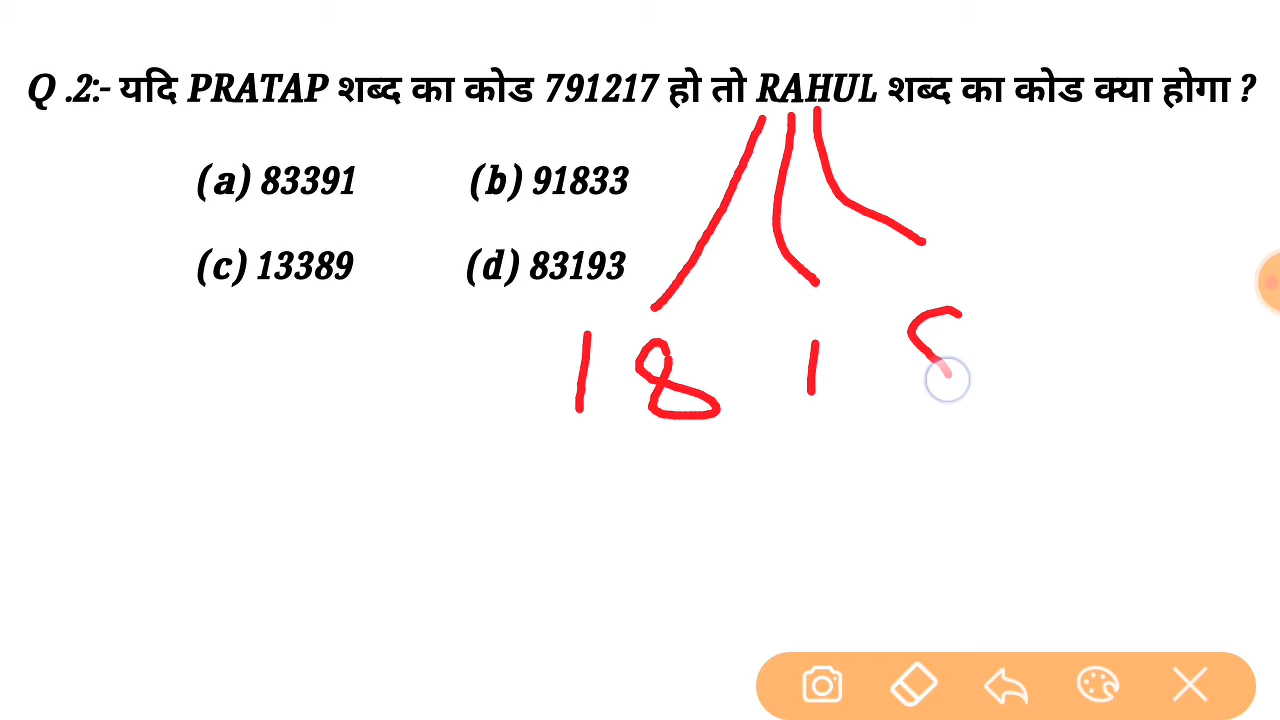 Q .2:- यदि PRATAP शब्द का कोड 791217 हो तो RAHUL शब्द का कोड क्या होगा ?
(a) 83391 (b) 91833
(c) 13389 (d) 83193
18 1